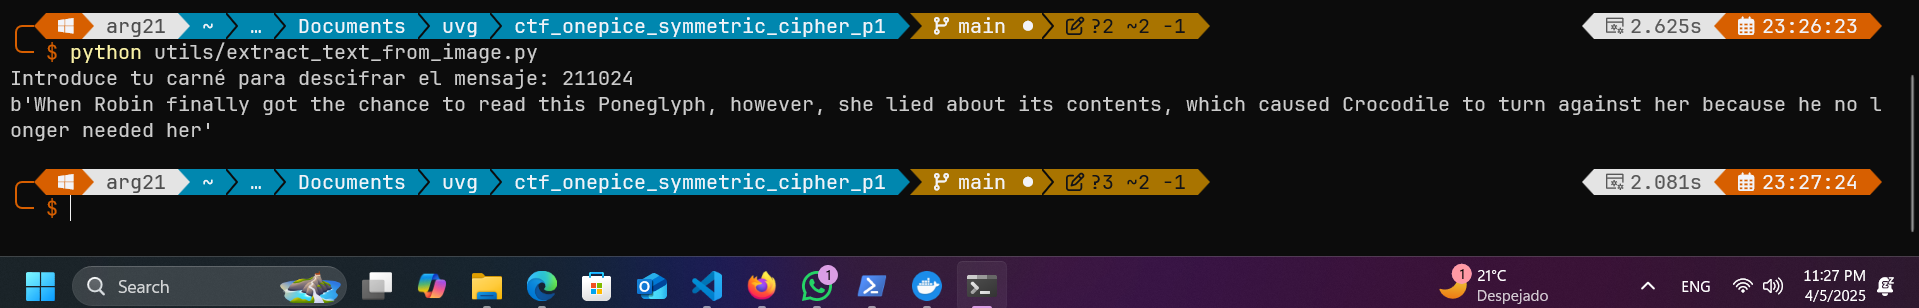 arg21 ~ … Documents uvg ctf_onepice_symmetric_cipher_p1 main ?2 ~2 -1 2.625s 23:26:23
$ python utils/extract_text_from_image.py
Introduce tu carné para descifrar el mensaje: 211024
b'When Robin finally got the chance to read this Poneglyph, however, she lied about its contents, which caused Crocodile to turn against her because he no l
onger needed her'
arg21 ~ … Documents uvg ctf_onepice_symmetric_cipher_p1 main ?3 ~2 -1 2.081s 23:27:24
$
Search 1 1 21°C ENG 11:27 PM
Despejado 4/5/2025